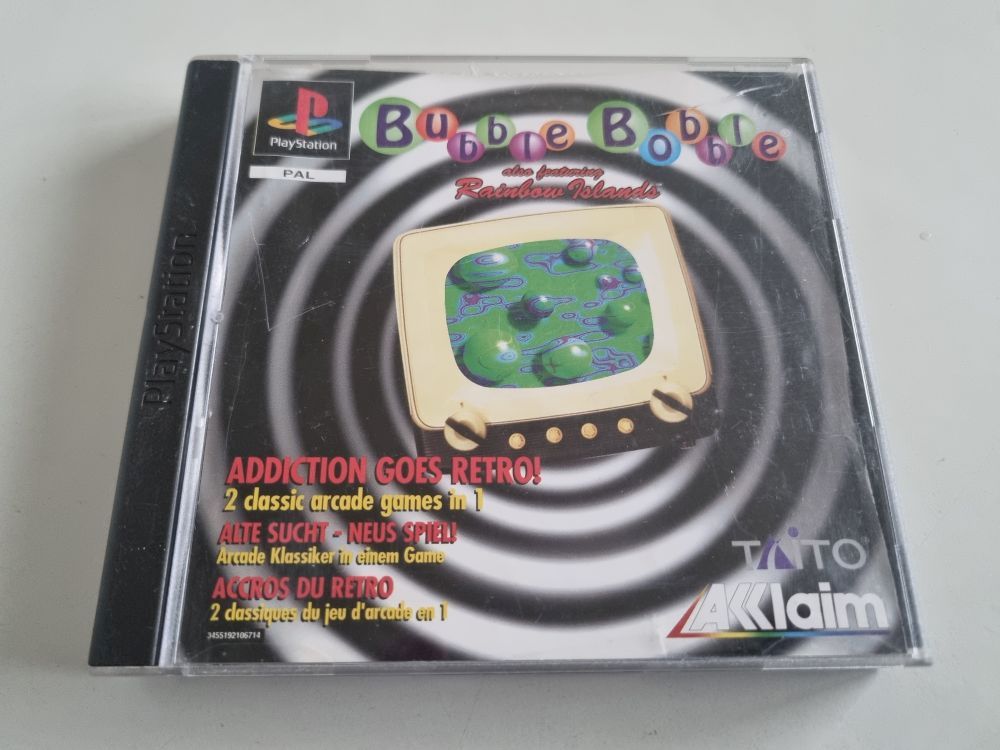 PlayStation
PAL
Bubble Bobble®
also featuring
Rainbow Islands™
PlayStation
ADDICTION GOES RETRO!
2 classic arcade games in 1
ALTE SUCHT - NEUS SPIEL!
Arcade Klassiker in einem Game
ACCROS DU RETRO
2 classiques du jeu d'arcade en 1
3455192106714
TAITO®
AKKlaim